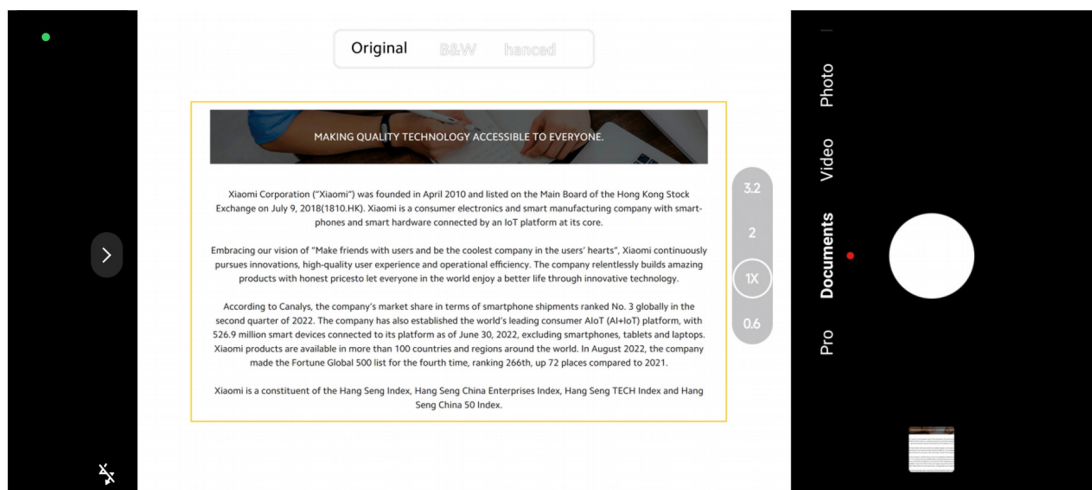 Original B&W hanced
MAKING QUALITY TECHNOLOGY ACCESSIBLE TO EVERYONE.
Xiaomi Corporation ("Xiaomi") was founded in April 2010 and listed on the Main Board of the Hong Kong Stock
Exchange on July 9, 2018(1810.HK). Xiaomi is a consumer electronics and smart manufacturing company with smart-
phones and smart hardware connected by an IoT platform at its core.
Embracing our vision of "Make friends with users and be the coolest company in the users' hearts", Xiaomi continuously
pursues innovations, high-quality user experience and operational efficiency. The company relentlessly builds amazing
products with honest pricesto let everyone in the world enjoy a better life through innovative technology.
According to Canalys, the company's market share in terms of smartphone shipments ranked No. 3 globally in the
second quarter of 2022. The company has also established the world's leading consumer AIoT (AI+IoT) platform, with
526.9 million smart devices connected to its platform as of June 30, 2022, excluding smartphones, tablets and laptops.
Xiaomi products are available in more than 100 countries and regions around the world. In August 2022, the company
made the Fortune Global 500 list for the fourth time, ranking 266th, up 72 places compared to 2021.
Xiaomi is a constituent of the Hang Seng Index, Hang Seng China Enterprises Index, Hang Seng TECH Index and Hang
Seng China 50 Index.
3.2
2
1X
0.6
Photo
Video
Documents
Pro